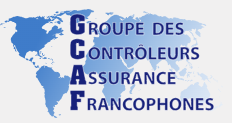 GROUPE DES
CONTRÔLEURS
ASSURANCE
FRANCOPHONES